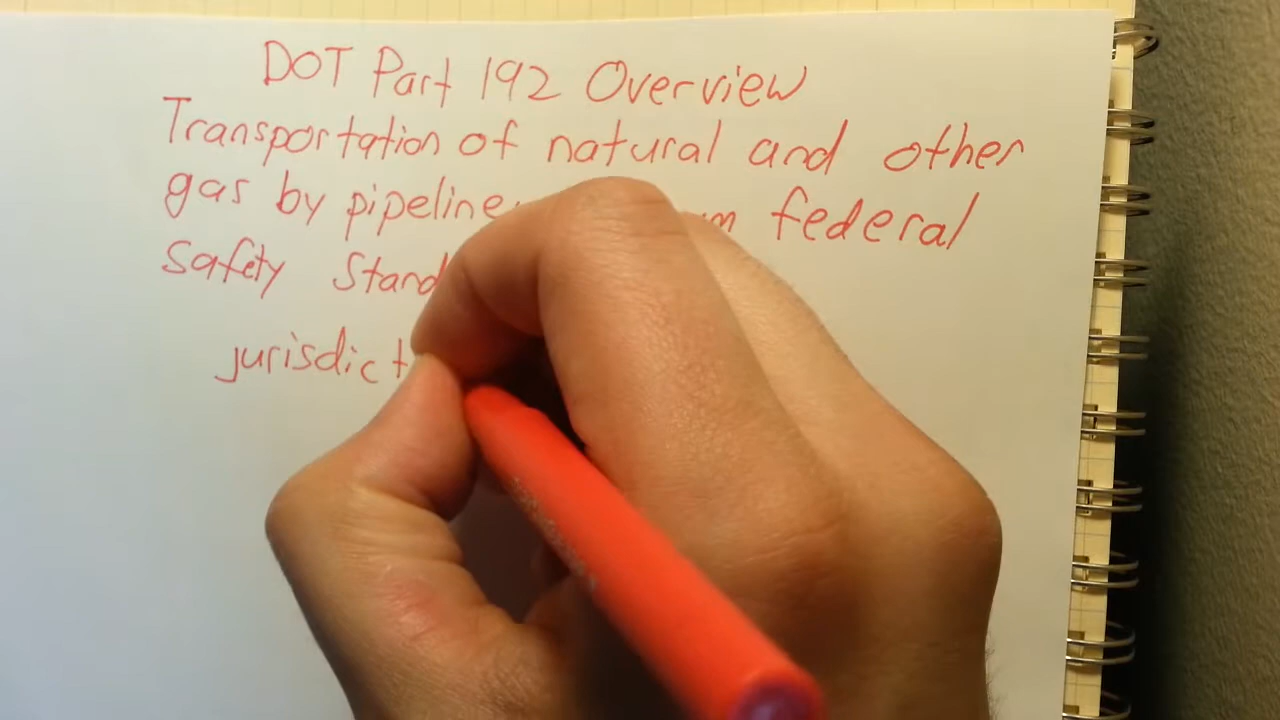 DOT Part 192 Overview
Transportation of natural and other
gas by pipeline federal
Safety Stand
jurisdict